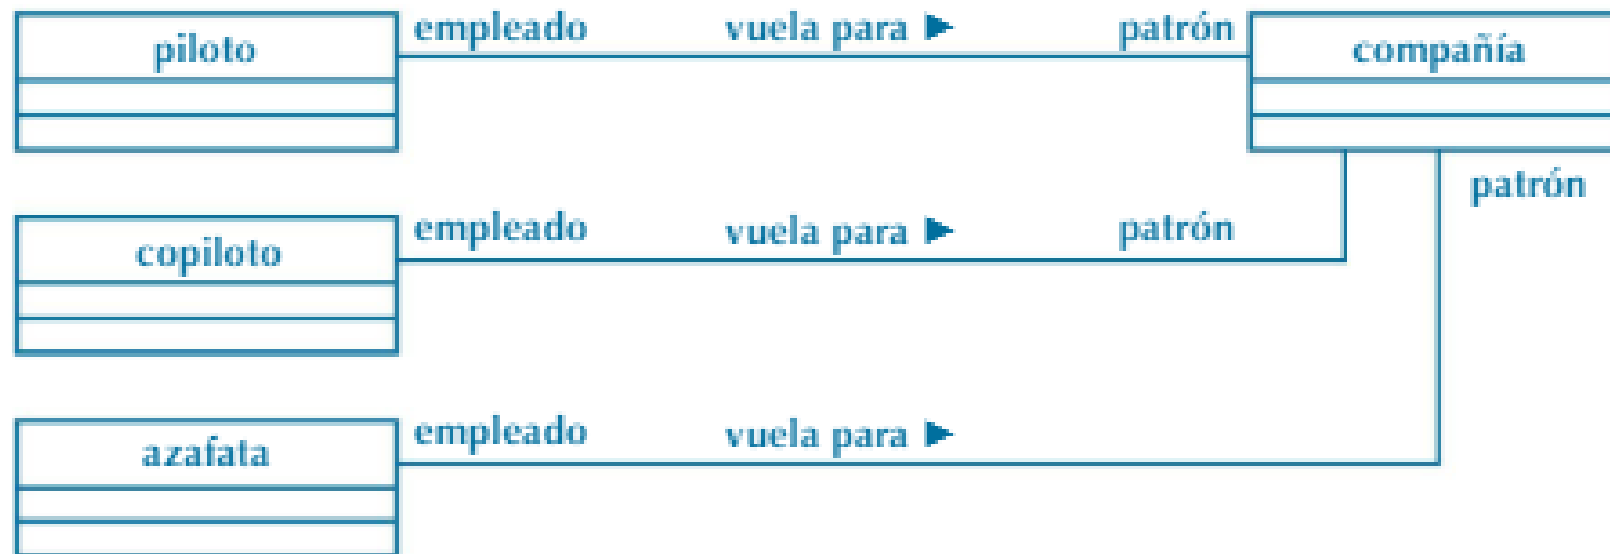 piloto
empleado vuela para ► patrón
compañía
patrón
copiloto
empleado vuela para ► patrón
azafata
empleado vuela para ►